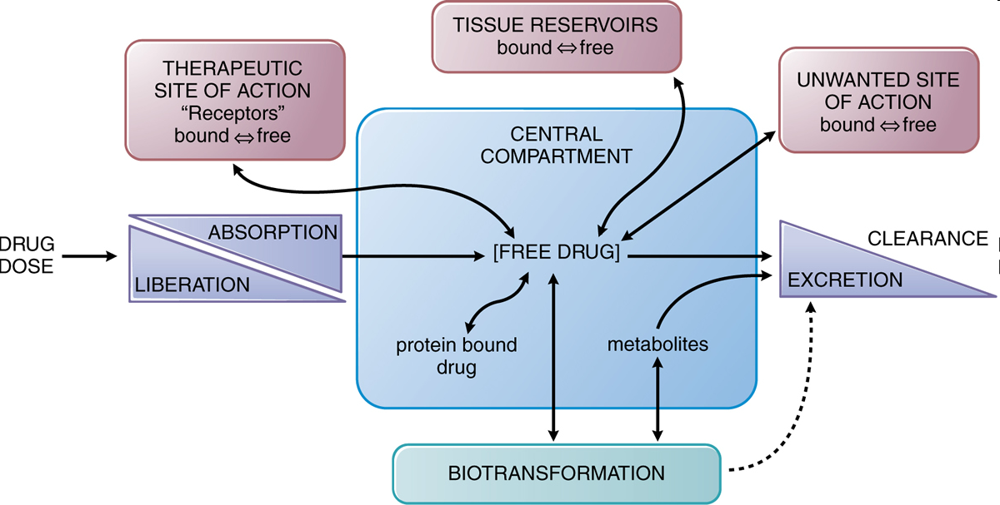 TISSUE RESERVOIRS
bound ⇔ free
THERAPEUTIC
SITE OF ACTION
“Receptors”
bound ⇔ free
UNWANTED SITE
OF ACTION
bound ⇔ free
CENTRAL
COMPARTMENT
DRUG
DOSE
ABSORPTION
LIBERATION
[FREE DRUG]
CLEARANCE
EXCRETION
protein bound
drug
metabolites
BIOTRANSFORMATION